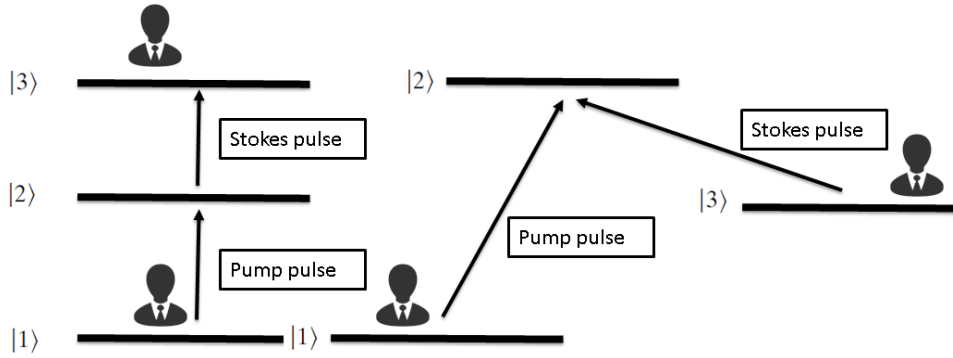 |3⟩
Stokes pulse
|2⟩
Pump pulse
|1⟩
|2⟩
Stokes pulse
|3⟩
Pump pulse
|1⟩